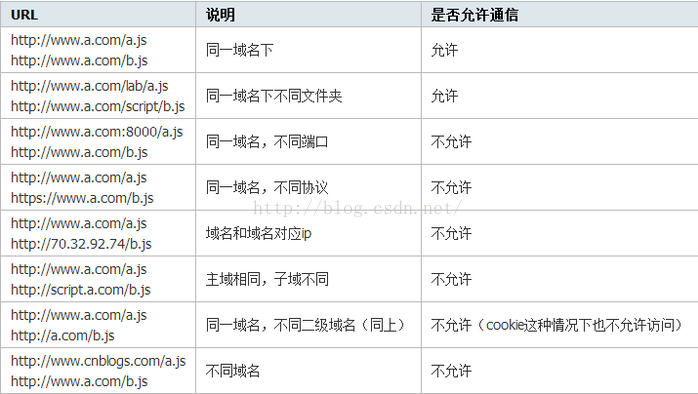 URL 说明 是否允许通信
http://www.a.com/a.js
http://www.a.com/b.js
同一域名下 允许
http://www.a.com/lab/a.js
http://www.a.com/script/b.js
同一域名下不同文件夹 允许
http://www.a.com:8000/a.js
http://www.a.com/b.js
同一域名，不同端口 不允许
http://www.a.com/a.js
https://www.a.com/b.js
同一域名，不同协议 不允许
http://blog.csdn.net/
http://www.a.com/a.js
http://70.32.92.74/b.js
域名和域名对应ip 不允许
http://www.a.com/a.js
http://script.a.com/b.js
主域相同，子域不同 不允许
http://www.a.com/a.js
http://a.com/b.js
同一域名，不同二级域名（同上） 不允许（cookie这种情况下也不允许访问）
http://www.cnblogs.com/a.js
http://www.a.com/b.js
不同域名 不允许